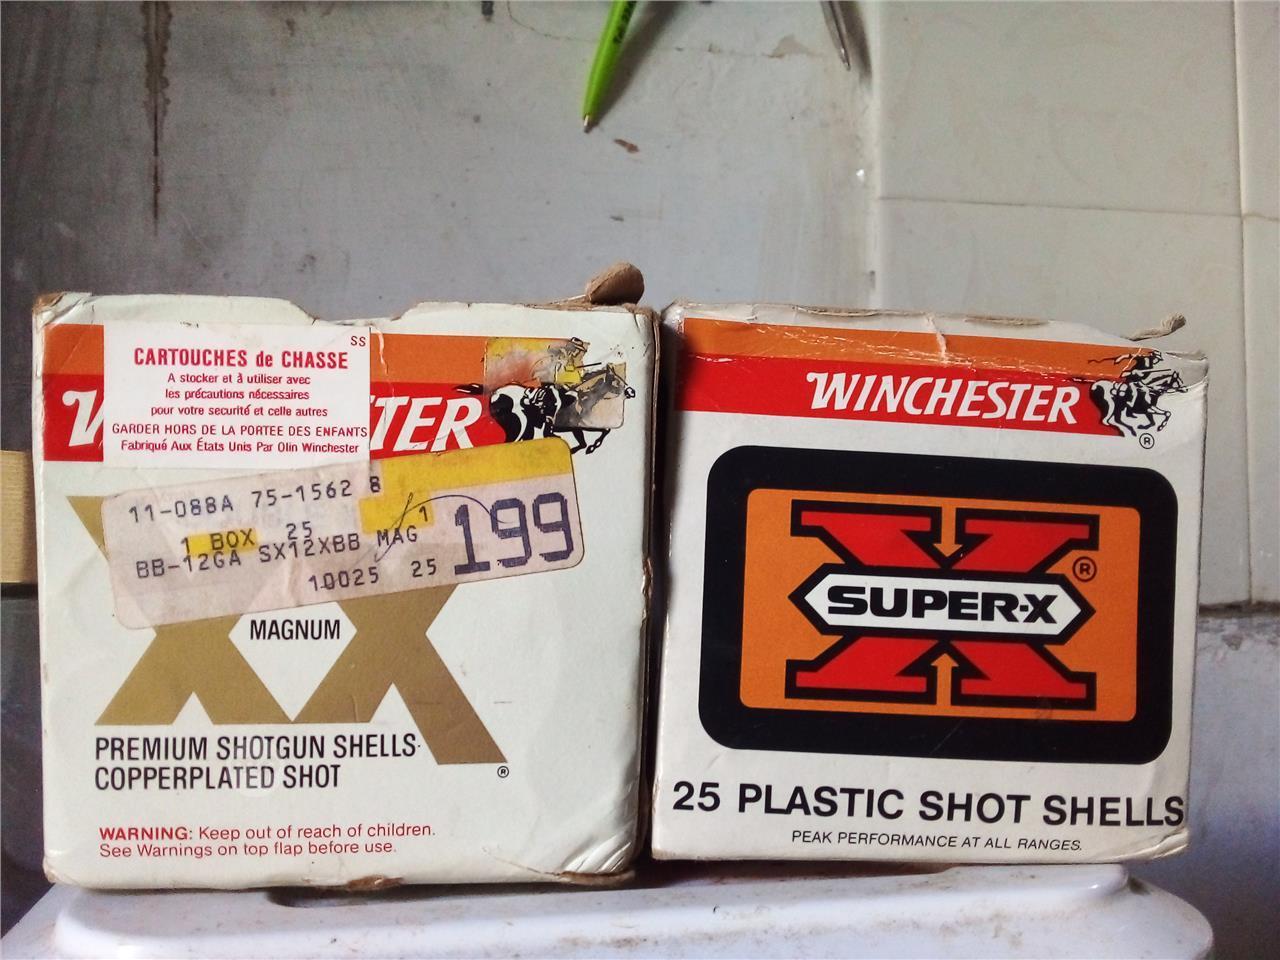 SS
CARTOUCHES de CHASSE
A stocker et à utiliser avec
les précautions nécessaires
pour votre securité et celle autres
GARDER HORS DE LA PORTEE DES ENFANTS
Fabriqué Aux États Unis Par Olin Winchester
W TER
11-088A 75-1562 8
1 BOX 25 1
BB-12GA SX12XBB MAG
10025 25
199
XX
MAGNUM
PREMIUM SHOTGUN SHELLS
COPPERPLATED SHOT
®
WARNING: Keep out of reach of children.
See Warnings on top flap before use.
WINCHESTER
®
X
SUPER-X
®
25 PLASTIC SHOT SHELLS
PEAK PERFORMANCE AT ALL RANGES.